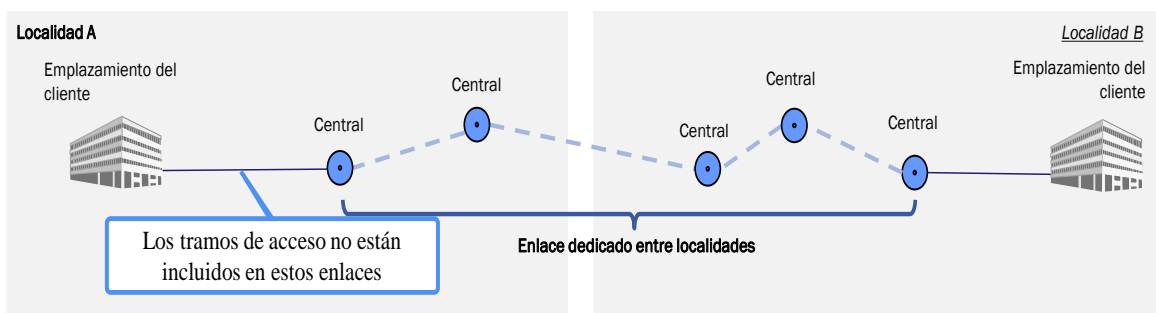 Localidad A
Localidad B
Emplazamiento del
cliente
Central
Central
Central
Central
Central
Emplazamiento del
cliente
Los tramos de acceso no están
incluidos en estos enlaces
Enlace dedicado entre localidades